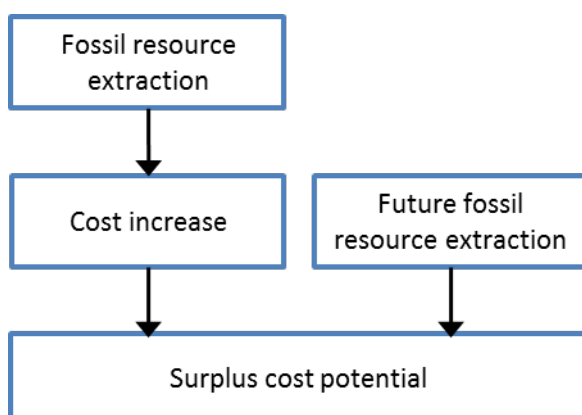 Fossil resource
extraction
Cost increase
Future fossil
resource extraction
Surplus cost potential